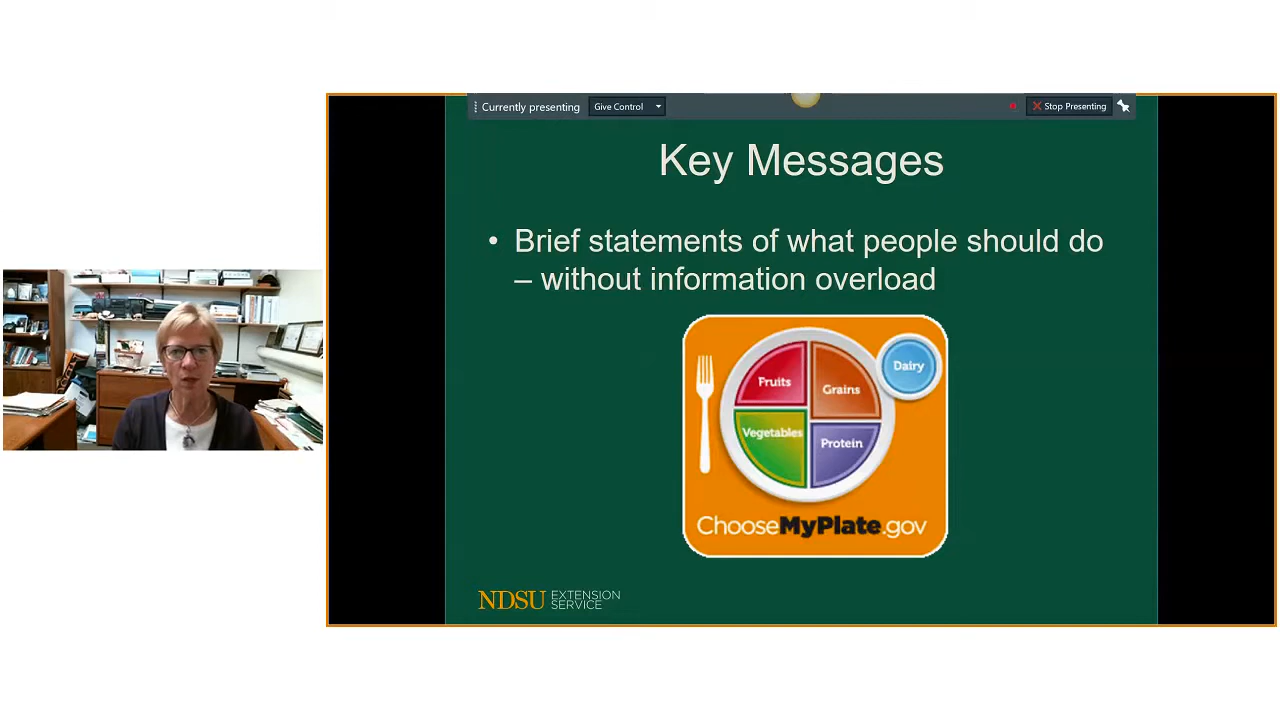 Currently presenting
Give Control
Stop Presenting
Key Messages
• Brief statements of what people should do
– without information overload
Fruits
Grains
Dairy
Vegetables
Protein
ChooseMyPlate.gov
NDSU EXTENSION
SERVICE